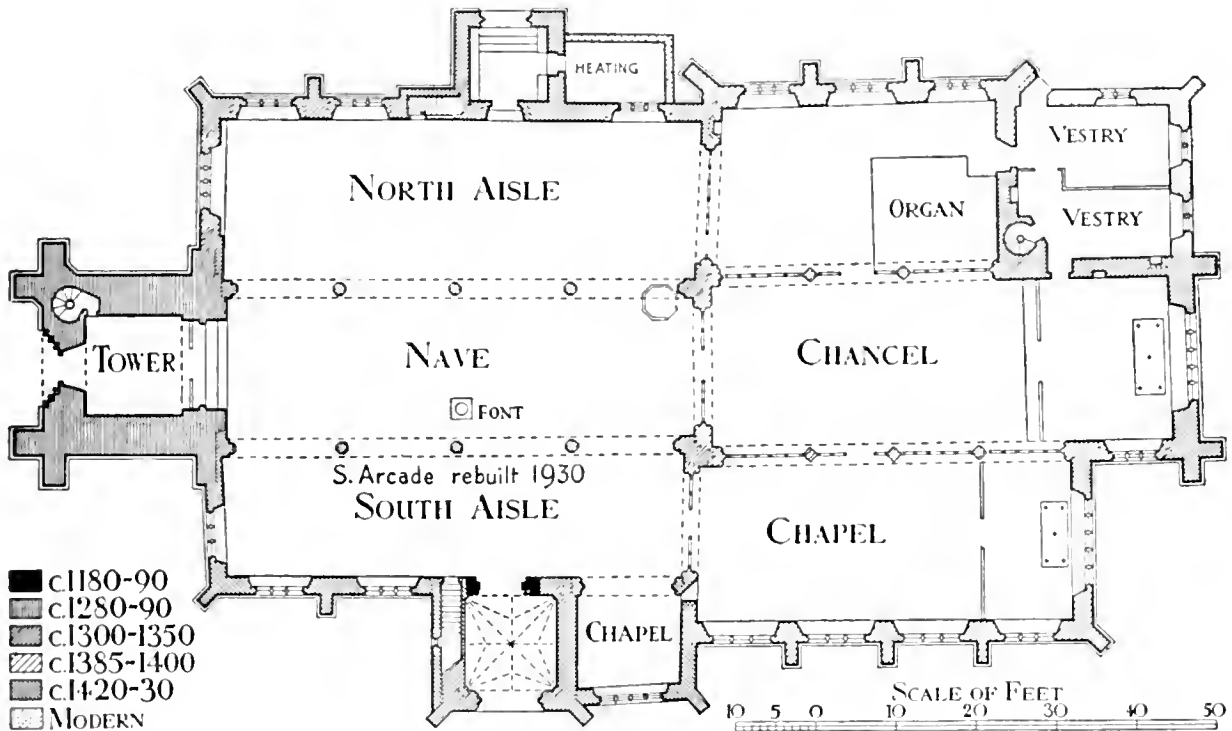 HEATING
VESTRY
NORTH AISLE
ORGAN
VESTRY
TOWER
NAVE
CHANCEL
FONT
S. Arcade rebuilt 1930
SOUTH AISLE
CHAPEL
CHAPEL
c.1180-90
c.1280-90
c.1300-1350
c.1385-1400
c.1420-30
MODERN
SCALE OF FEET
10 5 0 10 20 30 40 50